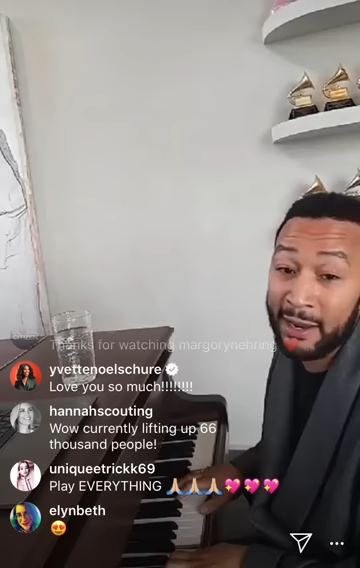 Thanks for watching margorynehring
yvettenoelschure
Love you so much!!!!!!!!
hannahscouting
Wow currently lifting up 66
thousand people!
uniqueetrickk69
Play EVERYTHING 🙏🏼🙏🏼🙏🏼💖💖💖
elynbeth
😍